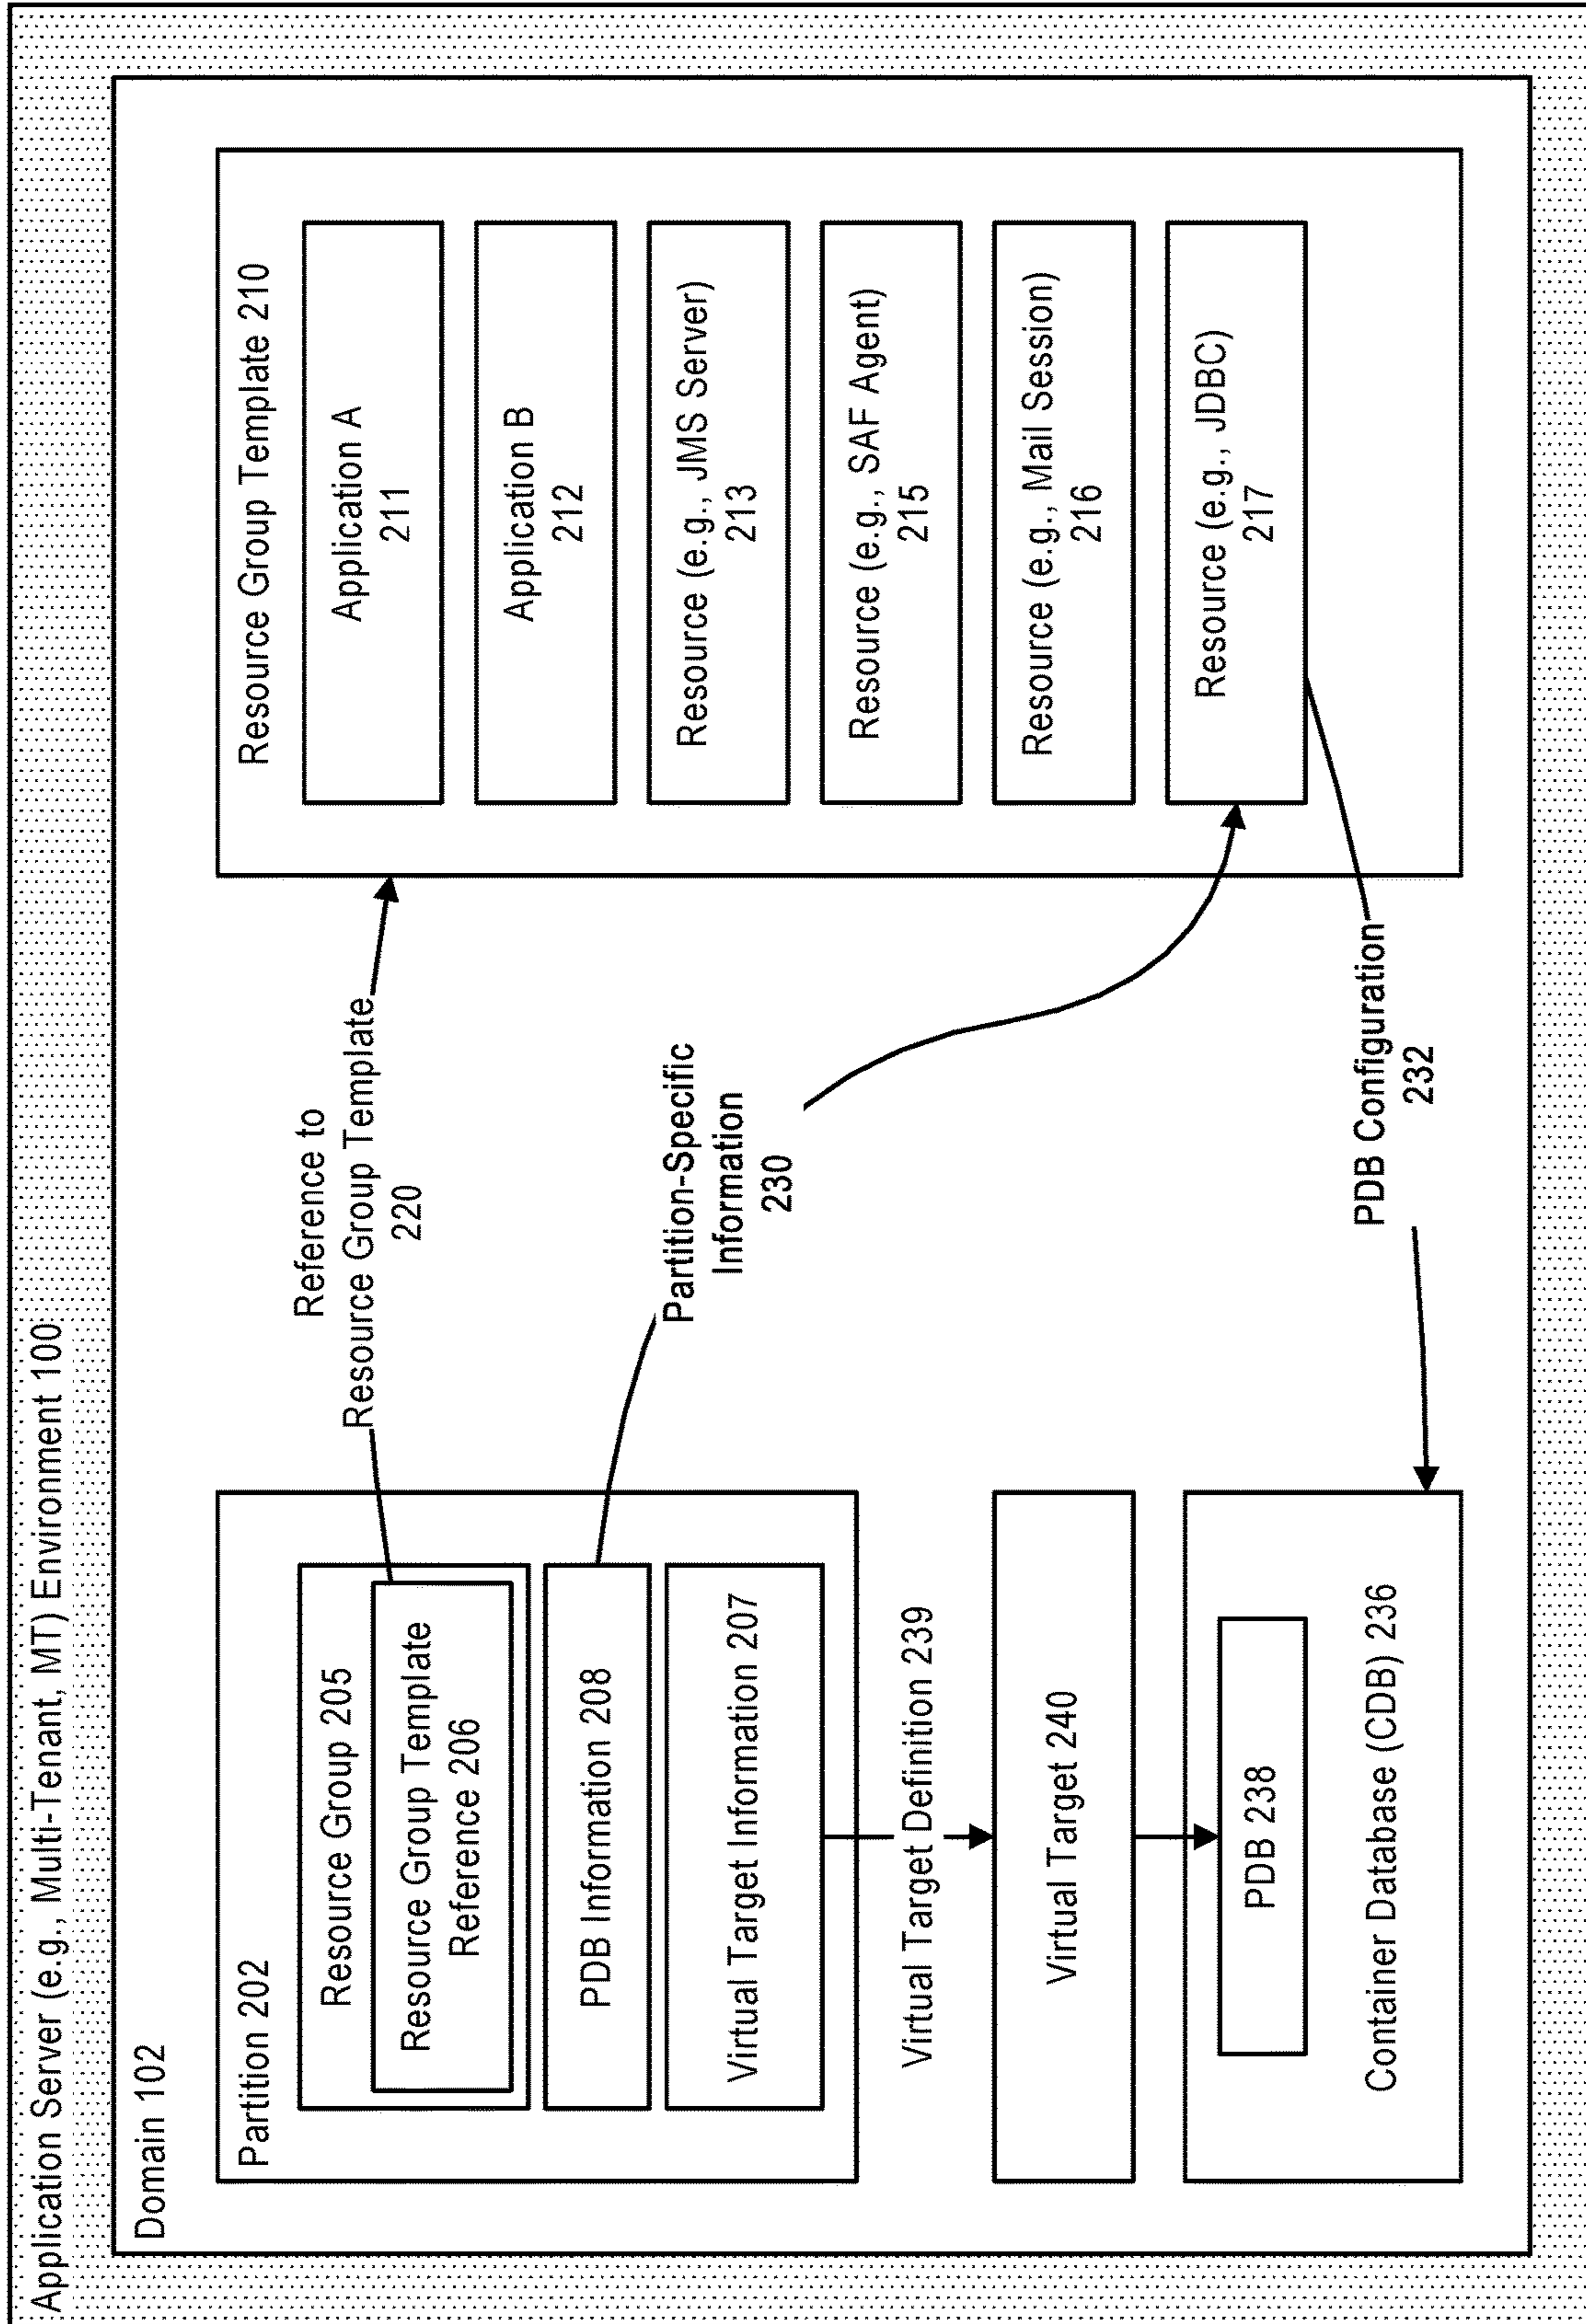 Application Server (e.g., Multi-Tenant, MT) Environment 100
Domain 102
Partition 202
Resource Group 205
Resource Group Template
Reference 206
PDB Information 208
Virtual Target Information 207
Virtual Target Definition 239
Virtual Target 240
PDB 238
Container Database (CDB) 236
Reference to
Resource Group Template
220
Partition-Specific
Information
230
PDB Configuration
232
Resource Group Template 210
Application A
211
Application B
212
Resource (e.g., JMS Server)
213
Resource (e.g., SAF Agent)
215
Resource (e.g., Mail Session)
216
Resource (e.g., JDBC)
217